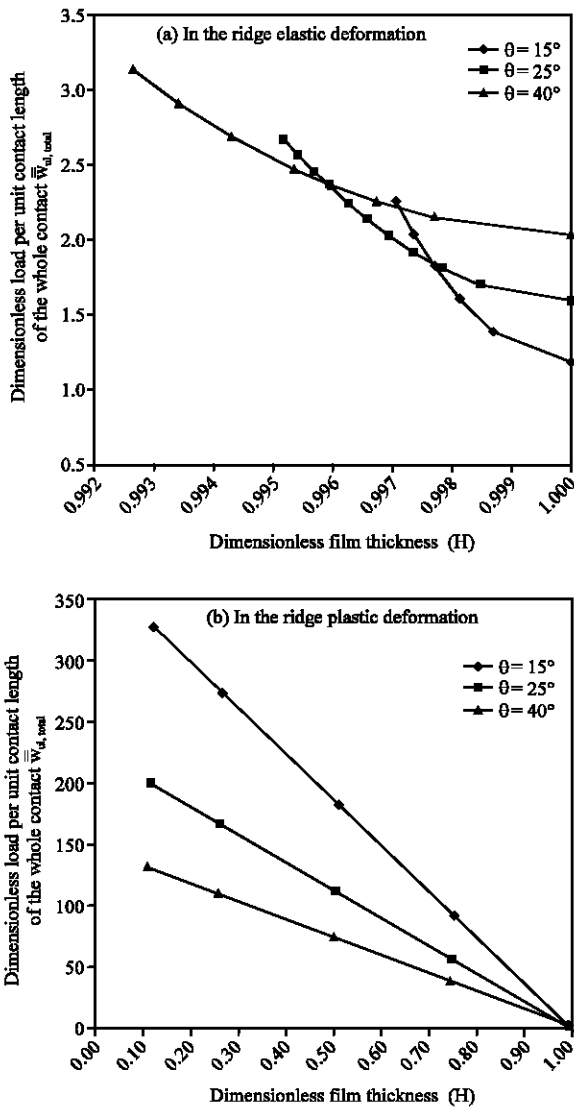 (a) In the ridge elastic deformation
θ = 15°
θ = 25°
θ = 40°
Dimensionless load per unit contact length
of the whole contact w̿ul, total
3.5
3.0
2.5
2.0
1.5
1.0
0.5
0.992
0.993
0.994
0.995
0.996
0.997
0.998
0.999
1.000
Dimensionless film thickness (H)
(b) In the ridge plastic deformation
θ = 15°
θ = 25°
θ = 40°
Dimensionless load per unit contact length
of the whole contact w̿ul, total
350
300
250
200
150
100
50
0
0.00
0.10
0.20
0.30
0.40
0.50
0.60
0.70
0.80
0.90
1.00
Dimensionless film thickness (H)